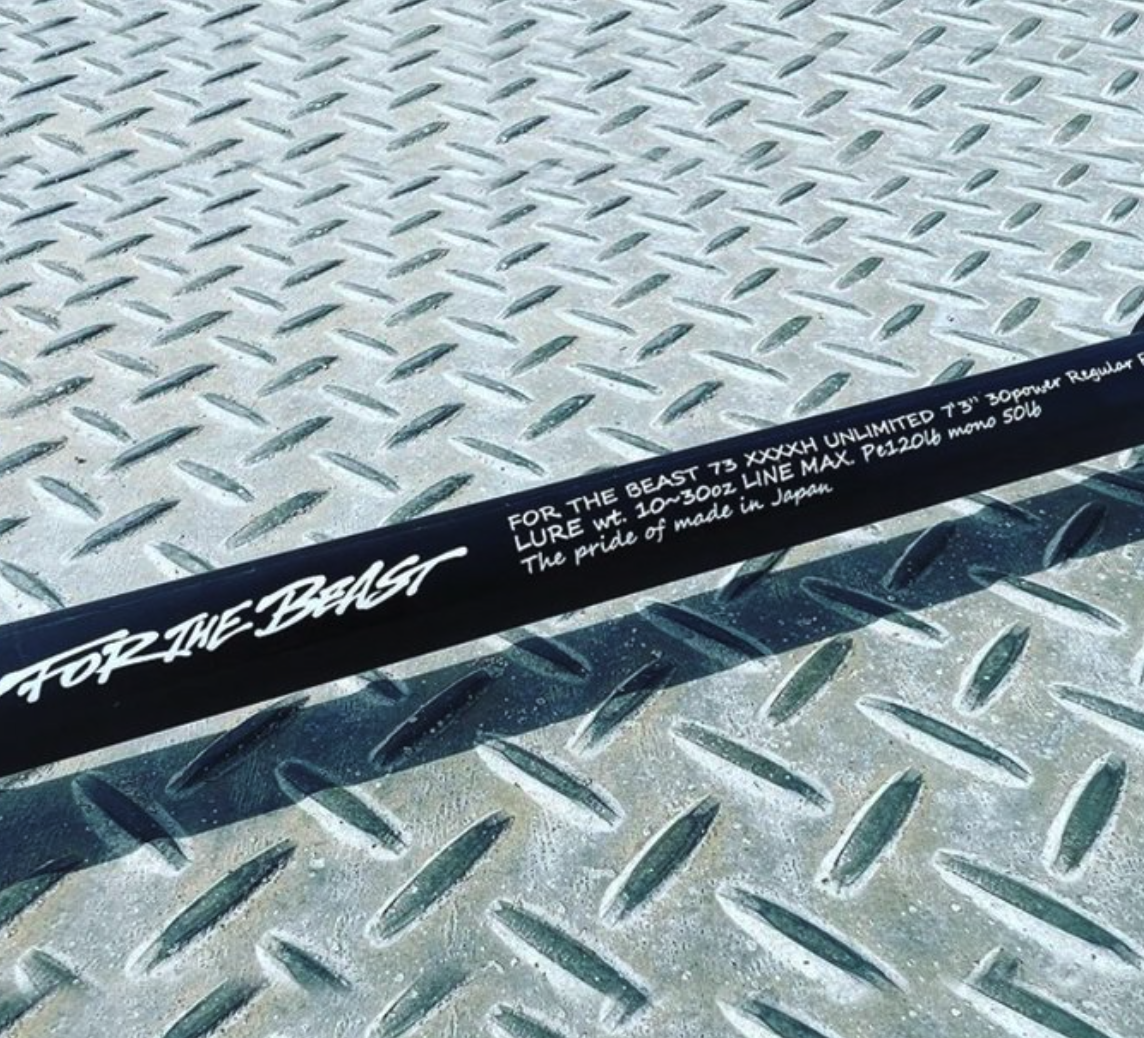 FOR THE BEAST
FOR THE BEAST 73 XXXXH UNLIMITED 7'3" 30power Regular
LURE wt. 10~30oz LINE MAX. Pe120lb mono 50lb
The pride of made in Japan